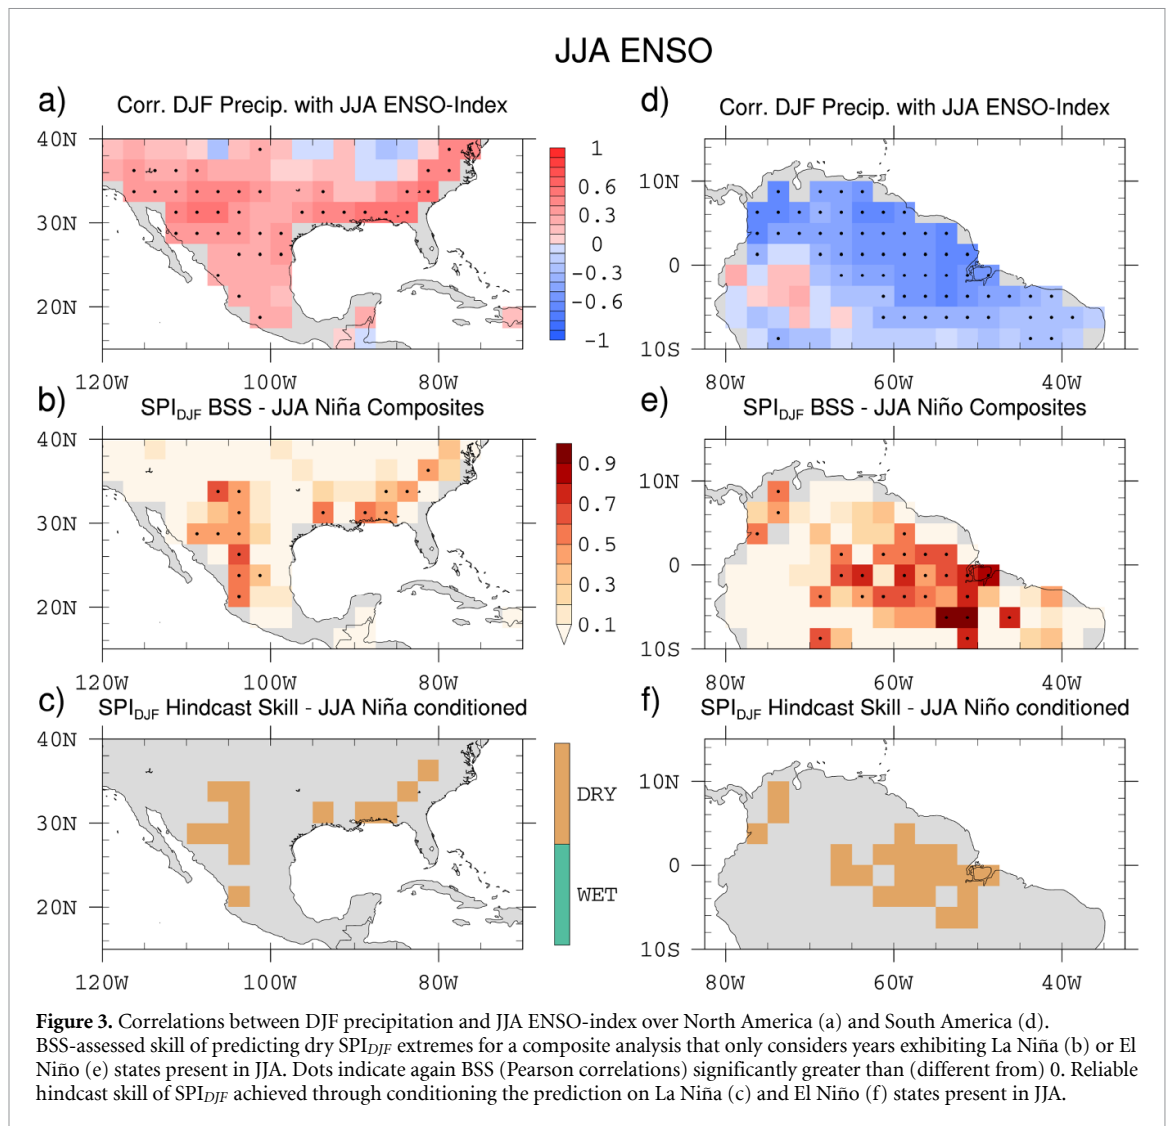 JJA ENSO
a)
Corr. DJF Precip. with JJA ENSO-Index
40N
30N
20N
120W 100W 80W
1
0.6
0.3
0
-0.3
-0.6
-1
d)
Corr. DJF Precip. with JJA ENSO-Index
10N
0
10S
80W 60W 40W
b)
SPIDJF BSS - JJA Niña Composites
40N
30N
20N
120W 100W 80W
0.9
0.7
0.5
0.3
0.1
e)
SPIDJF BSS - JJA Niño Composites
10N
0
10S
80W 60W 40W
c)
SPIDJF Hindcast Skill - JJA Niña conditioned
40N
30N
20N
120W 100W 80W
DRY
WET
f)
SPIDJF Hindcast Skill - JJA Niño conditioned
10N
0
10S
80W 60W 40W
Figure 3. Correlations between DJF precipitation and JJA ENSO-index over North America (a) and South America (d).
BSS-assessed skill of predicting dry SPIDJF extremes for a composite analysis that only considers years exhibiting La Niña (b) or El
Niño (e) states present in JJA. Dots indicate again BSS (Pearson correlations) significantly greater than (different from) 0. Reliable
hindcast skill of SPIDJF achieved through conditioning the prediction on La Niña (c) and El Niño (f) states present in JJA.